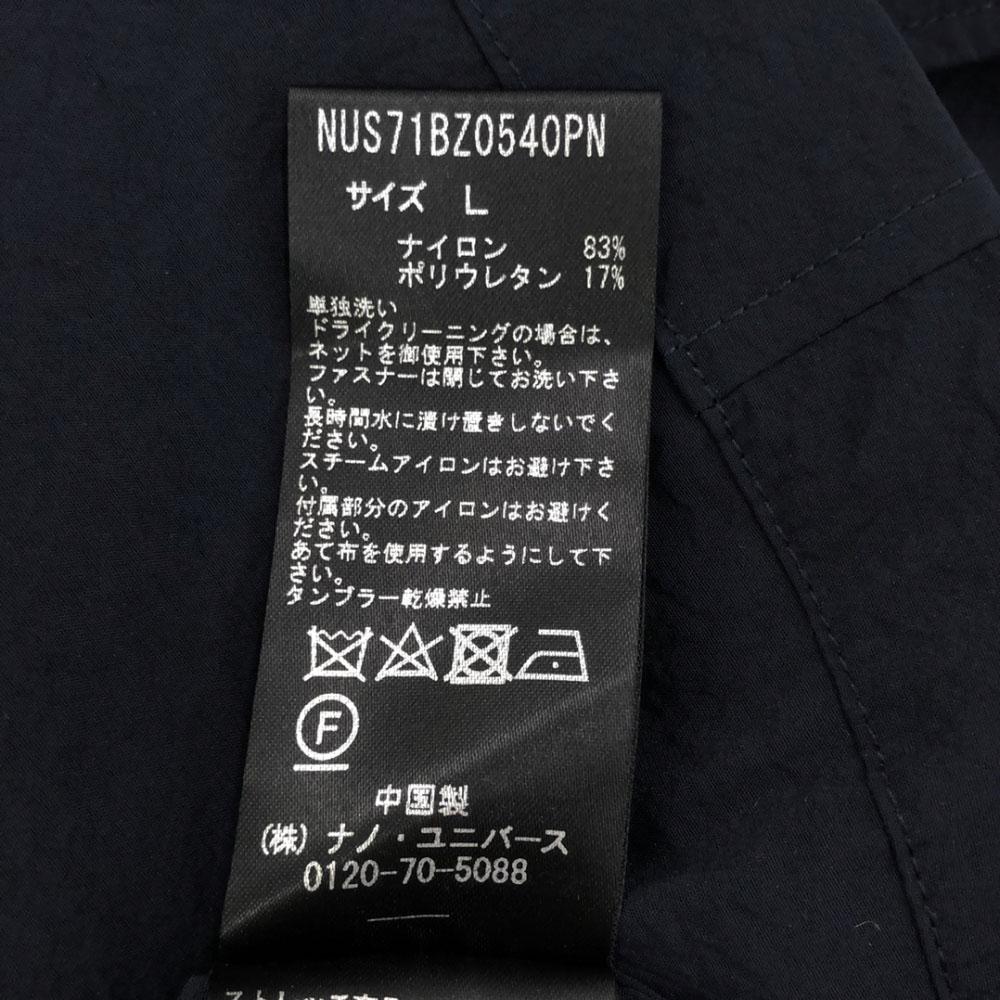 NUS71BZ0540PN
サイズ L
ナイロン 83%
ポリウレタン 17%
単独洗い
ドライクリーニングの場合は、
ネットを御使用下さい。
ファスナーは閉じてお洗い下さ
い。
長時間水に漬け置きしないでく
ださい。
スチームアイロンはお避け下さ
い。
付属部分のアイロンはお避けく
ださい。
あて布を使用するようにして下
さい。
タンブラー乾燥禁止
F
中国製
(株) ナノ・ユニバース
0120-70-5088